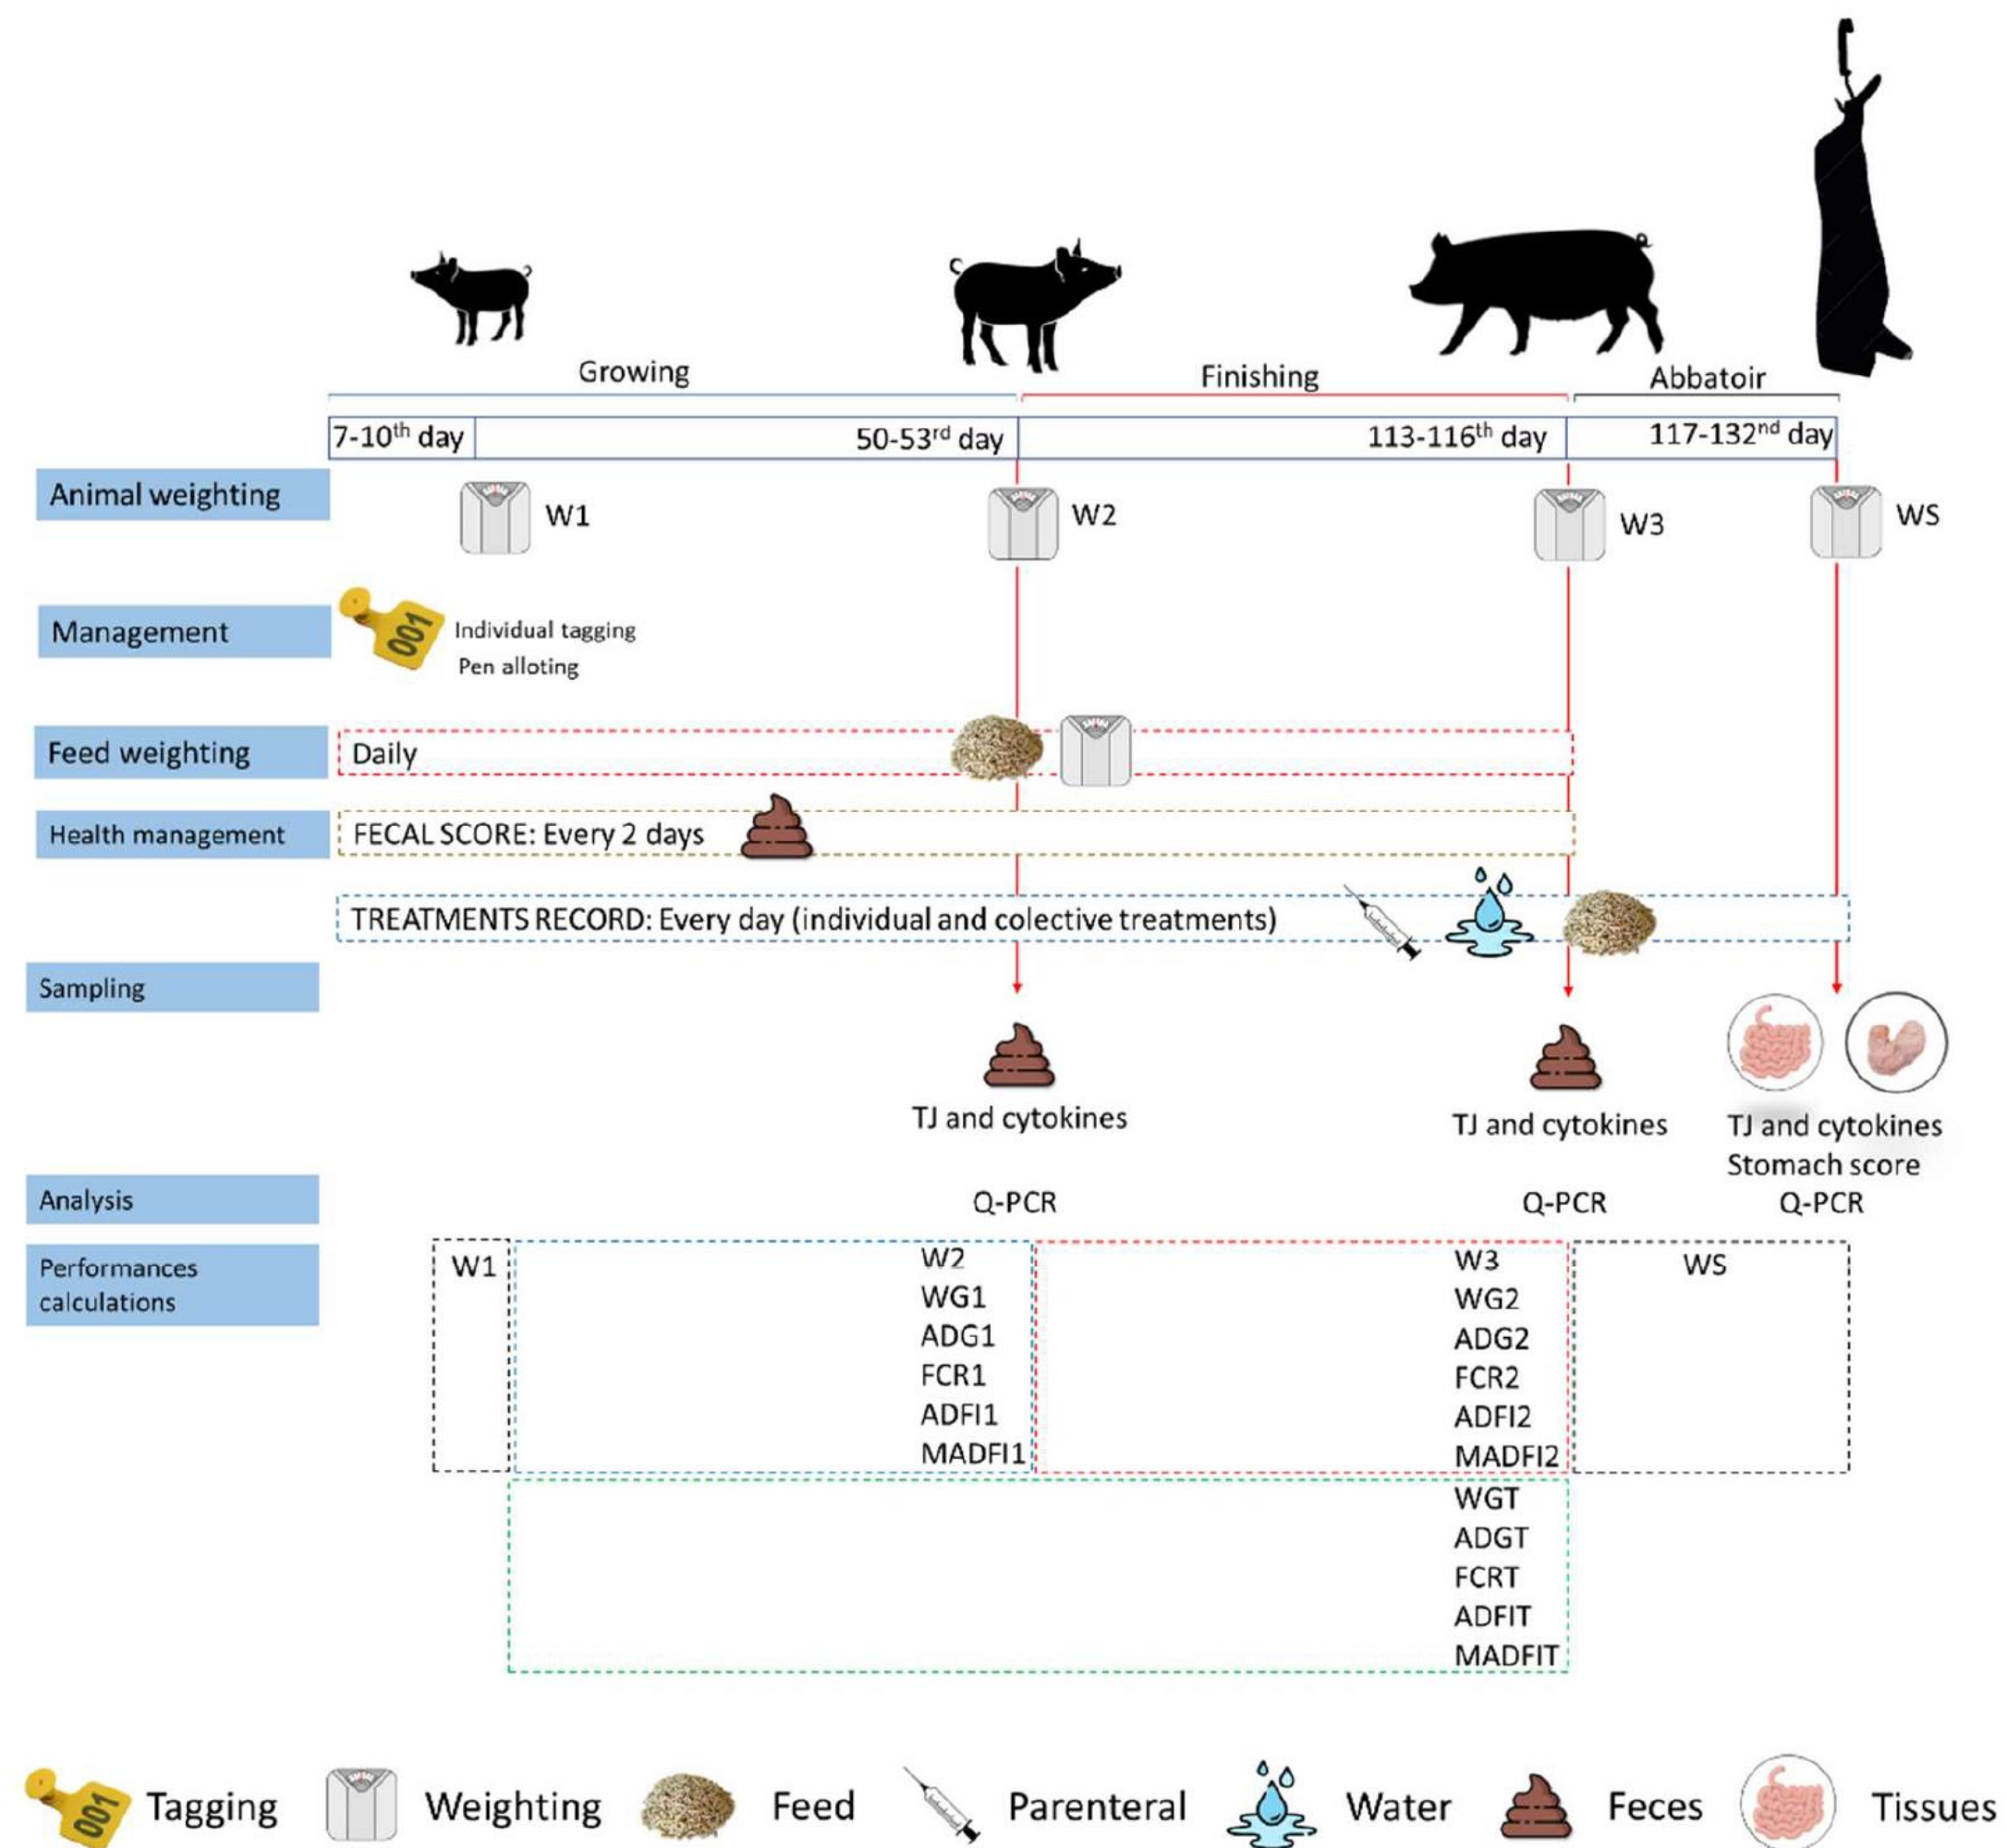 Growing
Finishing
Abbatoir
7-10th day
50-53rd day
113-116th day
117-132nd day
Animal weighting
W1
W2
W3
WS
Management
001
Individual tagging
Pen alloting
Feed weighting
Daily
Health management
FECAL SCORE: Every 2 days
TREATMENTS RECORD: Every day (individual and colective treatments)
Sampling
TJ and cytokines
TJ and cytokines
TJ and cytokines
Stomach score
Analysis
Q-PCR
Q-PCR
Q-PCR
Performances
calculations
W1
W2
WG1
ADG1
FCR1
ADFI1
MADFI1
W3
WG2
ADG2
FCR2
ADFI2
MADFI2
WS
WGT
ADGT
FCRT
ADFIT
MADFIT
001
Tagging
Weighting
Feed
Parenteral
Water
Feces
Tissues